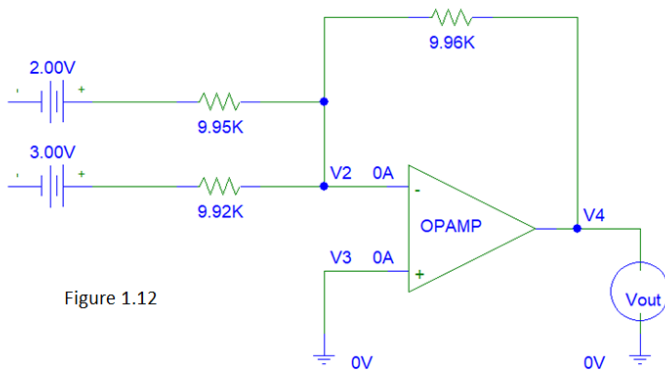 9.96K
2.00V
- +
9.95K
3.00V
- +
9.92K
V2 0A
-
OPAMP
V4
V3 0A
+
Vout
Figure 1.12
0V
0V